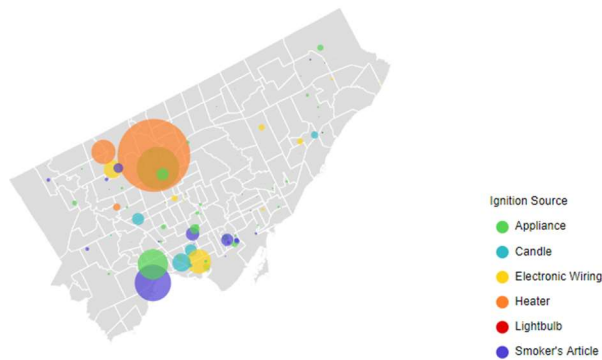 Ignition Source
Appliance
Candle
Electronic Wiring
Heater
Lightbulb
Smoker's Article